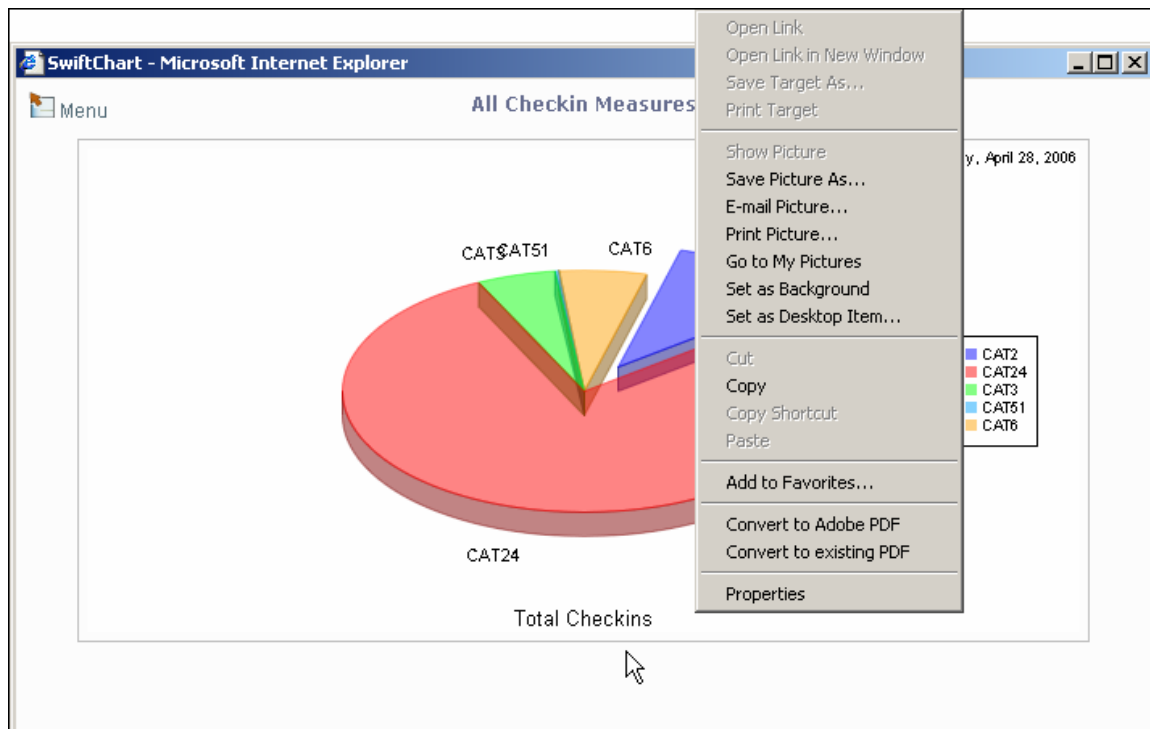 SwiftChart - Microsoft Internet Explorer
Menu
All Checkin Measures
y, April 28, 2006
CAT51
CAT6
CAT24
Total Checkins
CAT2
CAT24
CAT3
CAT51
CAT6
Open Link
Open Link in New Window
Save Target As...
Print Target
Show Picture
Save Picture As...
E-mail Picture...
Print Picture...
Go to My Pictures
Set as Background
Set as Desktop Item...
Cut
Copy
Copy Shortcut
Paste
Add to Favorites...
Convert to Adobe PDF
Convert to existing PDF
Properties